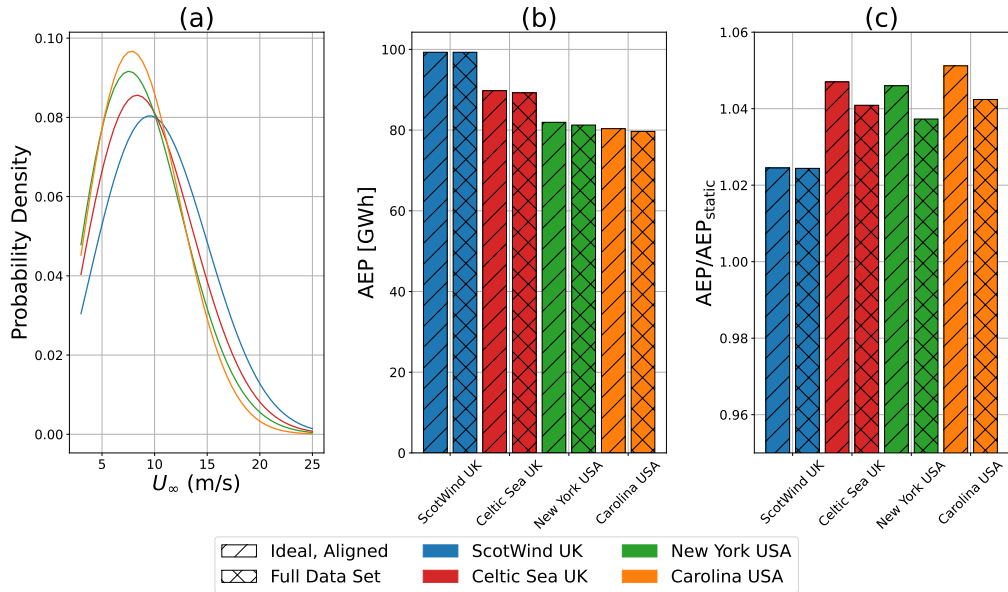 (a)
(b)
(c)
0.10
0.08
0.06
0.04
0.02
0.00
Probability Density
5
10
15
20
25
U∞ (m/s)
100
80
60
40
20
0
AEP [GWh]
ScotWind UK
Celtic Sea UK
New York USA
Carolina USA
1.06
1.04
1.02
1.00
0.98
0.96
AEP/AEPstatic
ScotWind UK
Celtic Sea UK
New York USA
Carolina USA
Ideal, Aligned
ScotWind UK
New York USA
Full Data Set
Celtic Sea UK
Carolina USA